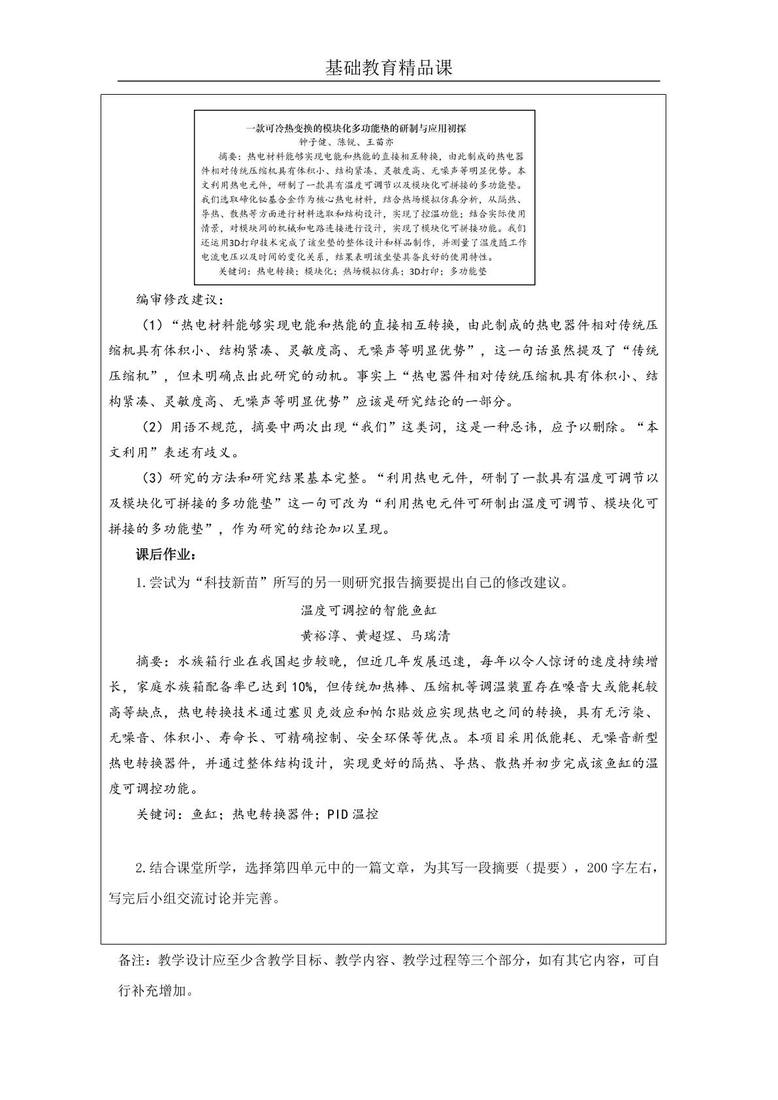 基础教育精品课
一款可冷热变换的模块化多功能垫的研制与应用初探
钟子健、陈锐、王苗亦
摘要：热电材料能够实现电能和热能的直接相互转换，由此制成的热电器
件相对传统压缩机具有体积小、结构紧凑、灵敏度高、无噪声等明显优势。本
文利用热电元件，研制了一款具有温度可调节以及模块化可拼接的多功能垫。
我们选取碲化铋基合金作为核心热电材料，结合热场模拟仿真分析，从隔热、
导热、散热等方面进行材料选取和结构设计，实现了控温功能；结合实际使用
情景，对模块间的机械和电路连接进行设计，实现了模块化可拼接功能。我们
还运用3D打印技术完成了该坐垫的整体设计和样品制作，并测量了温度随工作
电流电压以及时间的变化关系，结果表明该坐垫具备良好的使用特性。
关键词：热电转换；模块化；热场模拟仿真；3D打印；多功能垫
编审修改建议：
（1）“热电材料能够实现电能和热能的直接相互转换，由此制成的热电器件相对传统压
缩机具有体积小、结构紧凑、灵敏度高、无噪声等明显优势”，这一句话虽然提及了“传统
压缩机”，但未明确点出此研究的动机。事实上“热电器件相对传统压缩机具有体积小、结
构紧凑、灵敏度高、无噪声等明显优势”应该是研究结论的一部分。
（2）用语不规范，摘要中两次出现“我们”这类词，这是一种忌讳，应予以删除。“本
文利用”表述有歧义。
（3）研究的方法和研究结果基本完整。“利用热电元件，研制了一款具有温度可调节以
及模块化可拼接的多功能垫”这一句可改为“利用热电元件可研制出温度可调节、模块化可
拼接的多功能垫”，作为研究的结论加以呈现。
课后作业：
1.尝试为“科技新苗”所写的另一则研究报告摘要提出自己的修改建议。
温度可调控的智能鱼缸
黄裕淳、黄超煜、马瑞清
摘要：水族箱行业在我国起步较晚，但近几年发展迅速，每年以令人惊讶的速度持续增
长，家庭水族箱配备率已达到10%，但传统加热棒、压缩机等调温装置存在噪音大或能耗较
高等缺点，热电转换技术通过塞贝克效应和帕尔贴效应实现热电之间的转换，具有无污染、
无噪音、体积小、寿命长、可精确控制、安全环保等优点。本项目采用低能耗、无噪音新型
热电转换器件，并通过整体结构设计，实现更好的隔热、导热、散热并初步完成该鱼缸的温
度可调控功能。
关键词：鱼缸；热电转换器件；PID温控
2.结合课堂所学，选择第四单元中的一篇文章，为其写一段摘要（提要），200字左右，
写完后小组交流讨论并完善。
备注：教学设计应至少含教学目标、教学内容、教学过程等三个部分，如有其它内容，可自
行补充增加。